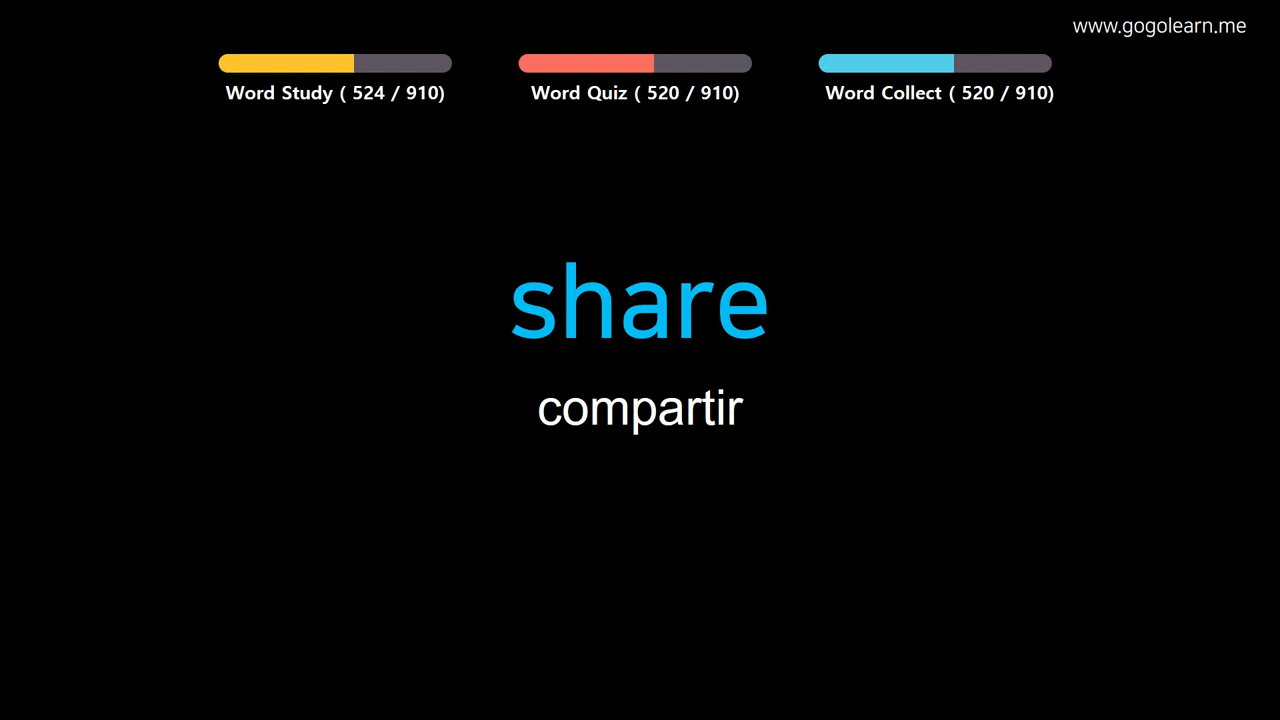 www.gogolearn.me
Word Study ( 524 / 910)
Word Quiz ( 520 / 910)
Word Collect ( 520 / 910)
share
compartir